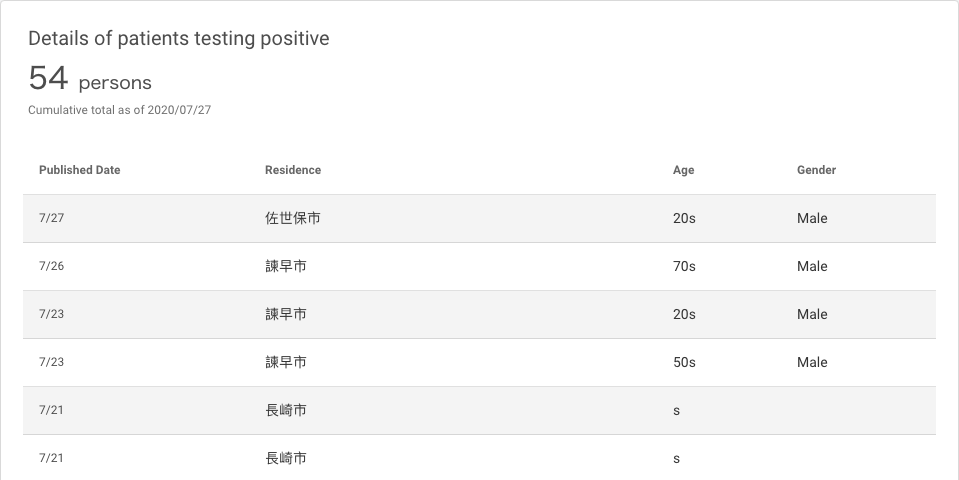 Details of patients testing positive
54 persons
Cumulative total as of 2020/07/27
Published Date Residence Age Gender
7/27 佐世保市 20s Male
7/26 諫早市 70s Male
7/23 諫早市 20s Male
7/23 諫早市 50s Male
7/21 長崎市 s
7/21 長崎市 s